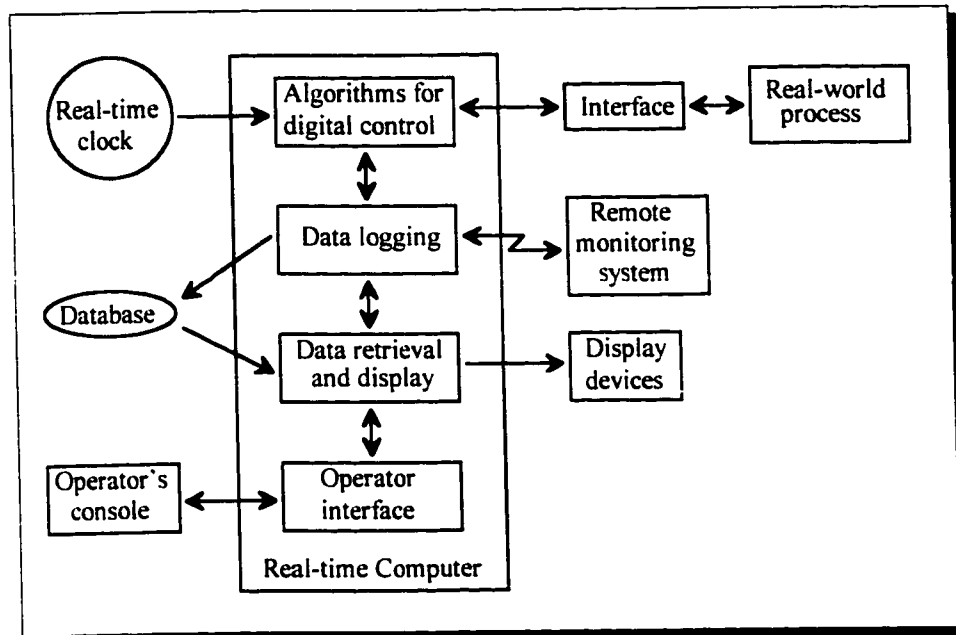 Real-time
clock
Algorithms for
digital control
Interface
Real-world
process
Data logging
Remote
monitoring
system
Database
Data retrieval
and display
Display
devices
Operator`s
console
Operator
interface
Real-time Computer